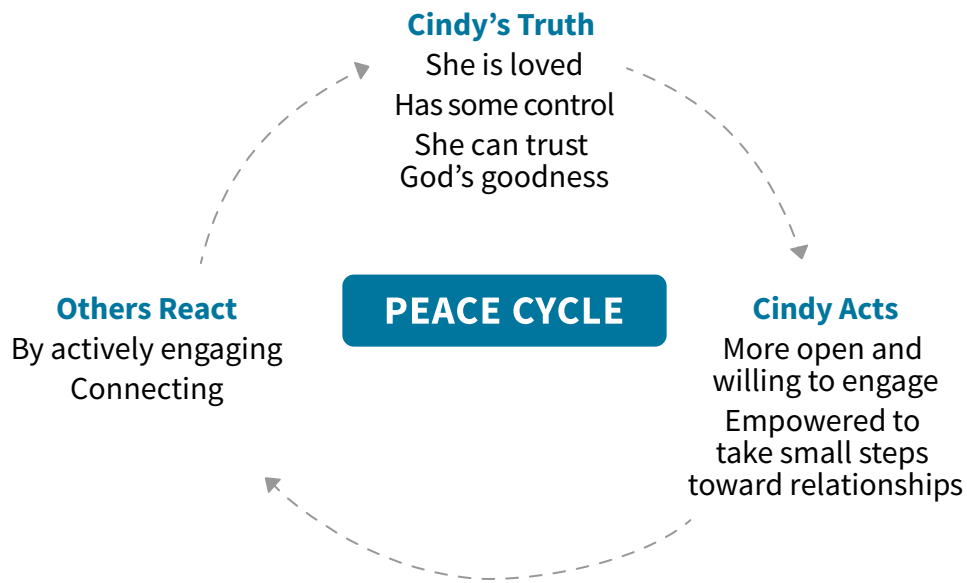 Cindy’s Truth
She is loved
Has some control
She can trust
God’s goodness
PEACE CYCLE
Others React
By actively engaging
Connecting
Cindy Acts
More open and
willing to engage
Empowered to
take small steps
toward relationships